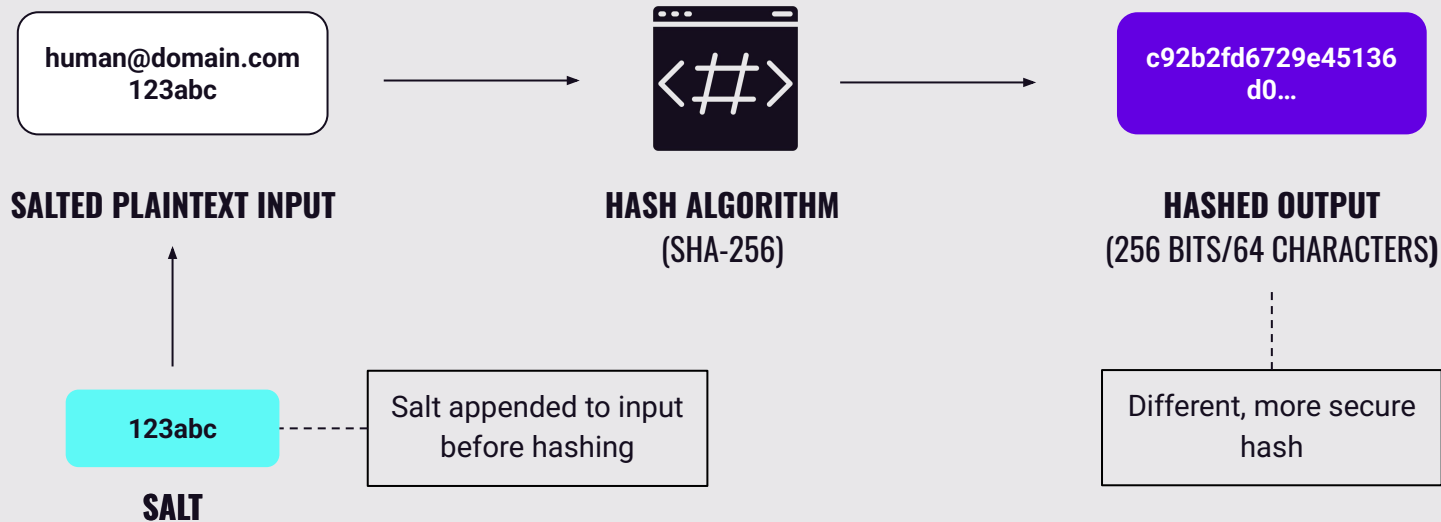 human@domain.com
123abc
<#>
c92b2fd6729e45136
d0…
SALTED PLAINTEXT INPUT
HASH ALGORITHM
(SHA-256)
HASHED OUTPUT
(256 BITS/64 CHARACTERS)
123abc
Salt appended to input
before hashing
SALT
Different, more secure
hash